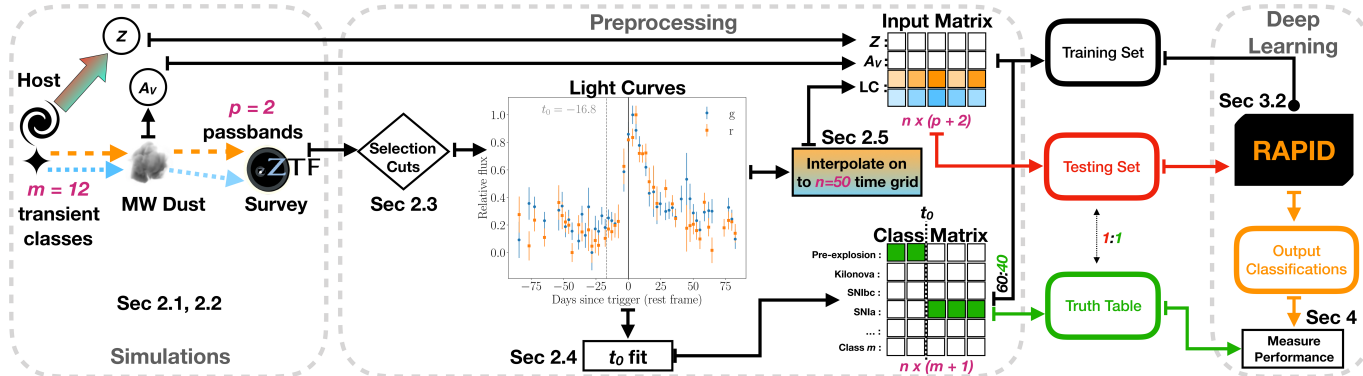 Preprocessing
Deep
Learning
Simulations
Z
Host
Av
p = 2
passbands
m = 12
transient
classes
MW Dust
ZTF
Survey
Sec 2.1, 2.2
Selection
Cuts
Sec 2.3
Light Curves
t0 = −16.8
g
r
Relative flux
1.0
0.8
0.6
0.4
0.2
0.0
−75 −50 −25 0 25 50 75
Days since trigger (rest frame)
Sec 2.4
t0 fit
Input Matrix
Z :
Av :
LC :
n x (p + 2)
Sec 2.5
Interpolate on
to n=50 time grid
t0
Class Matrix
Pre-explosion :
Kilonova :
SNIbc :
SNIa :
... :
Class m :
n x (m + 1)
60:40
Training Set
Testing Set
1:1
Truth Table
Sec 3.2
RAPID
Output
Classifications
Sec 4
Measure
Performance